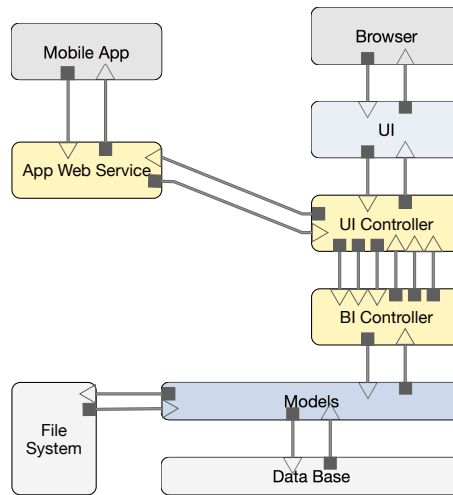 Mobile App
Browser
UI
App Web Service
UI Controller
BI Controller
Models
File
System
Data Base